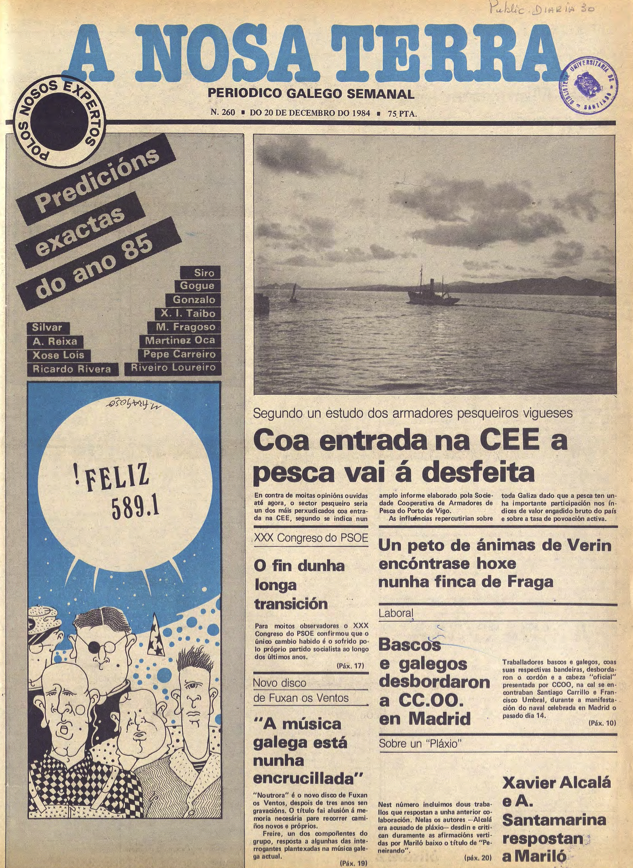 Public. DIARIA 30
A NOSA TERRA
PERIODICO GALEGO SEMANAL
N. 260 ■ DO 20 DE DECEMBRO DO 1984 ■ 75 PTA.
BIBLIOTECA UNIVERSITARIA DE SANTIAGO
POLOS NOSOS EXPERTOS
Predicións
exactas
do ano 85
Siro
Gogue
Gonzalo
X. I. Taibo
M. Fragoso
Martinez Oca
Pepe Carreiro
Riveiro Loureiro
Silvar
A. Reixa
Xose Lois
Ricardo Rivera
M. FRAGOSO
!FELIZ
589.1
Segundo un estudo dos armadores pesqueiros vigueses
Coa entrada na CEE a
pesca vai á desfeita
En contra de moitas opinións ouvidas
até agora, o sector pesqueiro sería
un dos máis perxudicados coa entra-
da na CEE, segundo se indica nun
amplo informe elaborado pola Socie-
dade Cooperativa de Armadores de
Pesca do Porto de Vigo.
As influéncias repercutirian sobre
toda Galiza dado que a pesca ten un-
ha importante participación nos ín-
dices de valor engadido bruto do país
e sobre a tasa de povoación activa.
XXX Congreso do PSOE
O fin dunha
longa
transición
Para moitos observadores o XXX
Congreso do PSOE confirmou que o
único cambio habido é o sofrido po-
lo próprio partido socialista ao longo
dos últimos anos.
(Páx. 17)
Novo disco
de Fuxan os Ventos
"A música
galega está
nunha
encrucillada"
"Noutrora" é o novo disco de Fuxan
os Ventos, despois de tres anos sen
gravacións. O título fai alusión á me-
moria necesária para recorrer cami-
ños novos e próprios.
Freire, un dos compoñentes do
grupo, resposta a algunhas das inte-
rrogantes plantexadas na música gale-
ga actual.
(Páx. 19)
Un peto de ánimas de Verin
encóntrase hoxe
nunha finca de Fraga
Laboral
Bascos
e galegos
desbordaron
a CC.OO.
en Madrid
Traballadores bascos e galegos, coas
suas respectivas bandeiras, desborda-
ron o cordón e a cabeza "oficial"
presentada por CCOO, na cal se en-
contraban Santiago Carrillo e Fran-
cisco Umbral, durante a manifesta-
ción do naval celebrada en Madrid o
pasado dia 14.
(Páx. 10)
Sobre un "Pláxio"
Nest número incluimos dous traba-
llos que respostan a unha anterior co-
laboración. Nelas os autores —Alcalá
era acusado de pláxio— desdin e criti-
can duramente as afirmacións verti-
das por Mariló baixo o título de "Pe-
neirando".
(páx. 20)
Xavier Alcalá
e A.
Santamarina
respostan
a Mariló